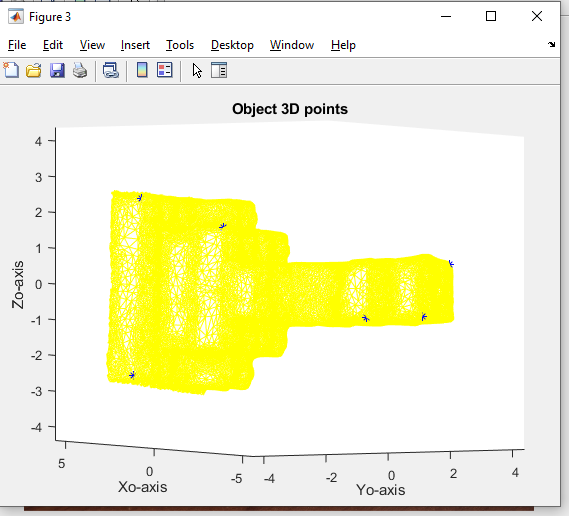 Figure 3
File Edit View Insert Tools Desktop Window Help
Object 3D points
4
3
2
1
0
-1
-2
-3
-4
Zo-axis
5 0 -5 -4 -2 0 2 4
Xo-axis Yo-axis